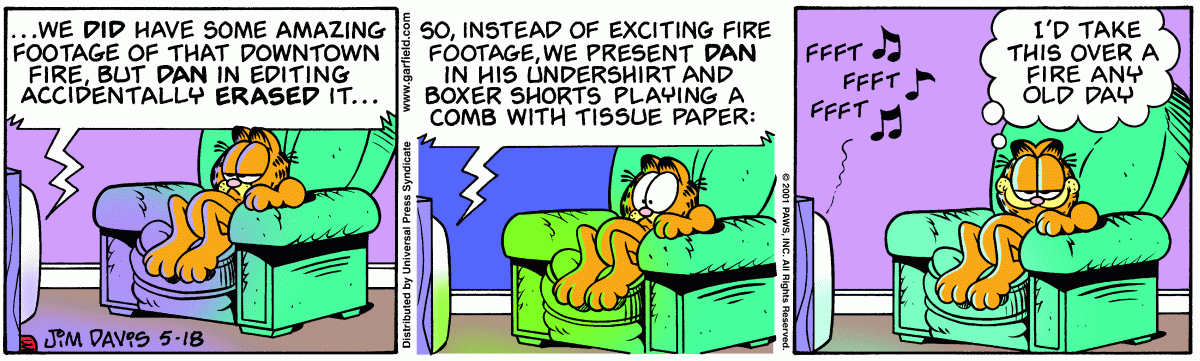 ...WE DID HAVE SOME AMAZING
FOOTAGE OF THAT DOWNTOWN
FIRE, BUT DAN IN EDITING
ACCIDENTALLY ERASED IT...
JIM DAVIS 5-18
www.garfield.com
Distributed by Universal Press Syndicate
SO, INSTEAD OF EXCITING FIRE
FOOTAGE, WE PRESENT DAN
IN HIS UNDERSHIRT AND
BOXER SHORTS PLAYING A
COMB WITH TISSUE PAPER:
© 2001 PAWS, INC. All Rights Reserved.
FFFT
FFFT
FFFT
I'D TAKE
THIS OVER A
FIRE ANY
OLD DAY